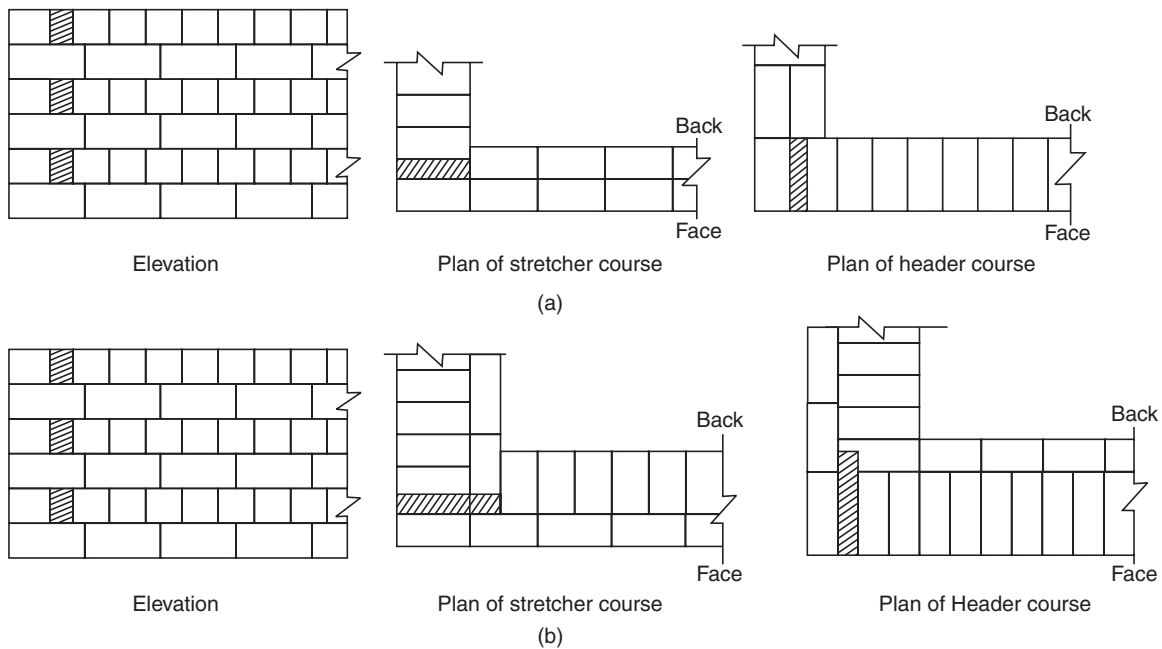 Back
Back
Face
Face
Elevation
Plan of stretcher course
Plan of header course
(a)
Back
Back
Face
Face
Elevation
Plan of stretcher course
Plan of Header course
(b)